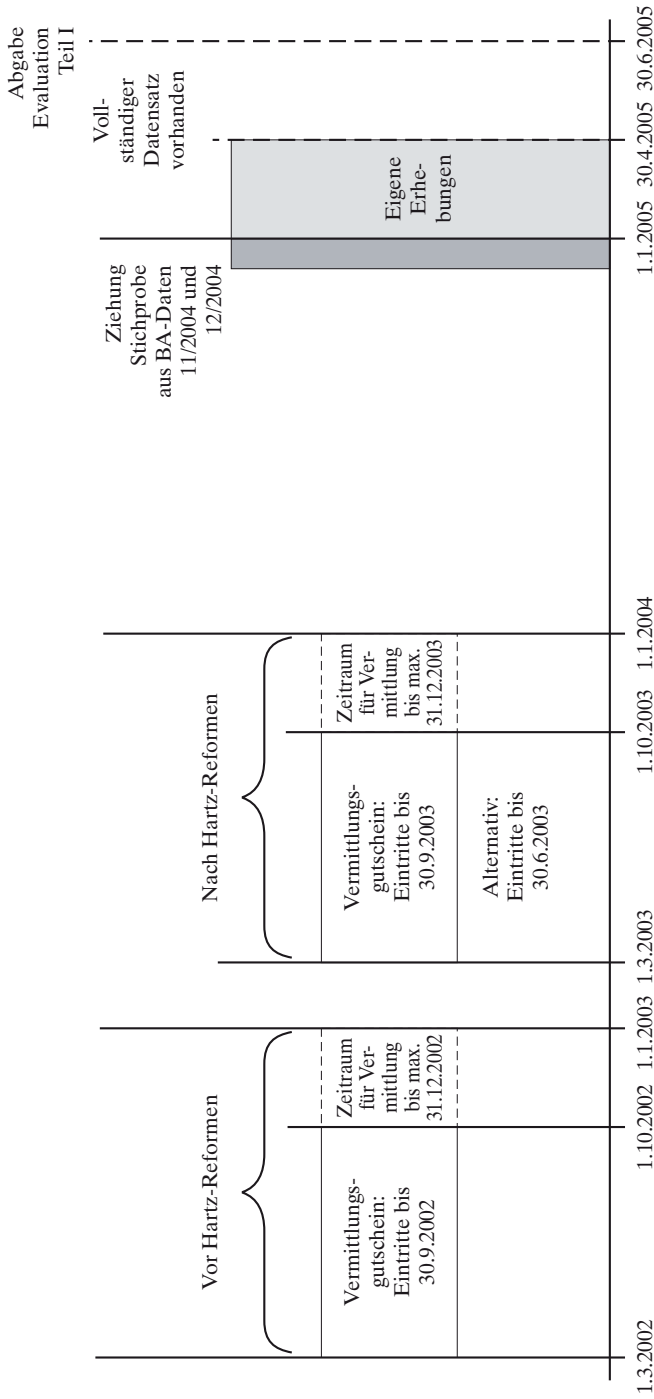 Vor Hartz-Reformen
Vermittlungs-
gutschein:
Eintritte bis
30.9.2002
Zeitraum
für Ver-
mittlung
bis max.
31.12.2002
Nach Hartz-Reformen
Vermittlungs-
gutschein:
Eintritte bis
30.9.2003
Zeitraum
für Ver-
mittlung
bis max.
31.12.2003
Alternativ:
Eintritte bis
30.6.2003
Ziehung
Stichprobe
aus BA-Daten
11/2004 und
12/2004
Voll-
ständiger
Datensatz
vorhanden
Abgabe
Evaluation
Teil I
Eigene
Erhe-
bungen
1.3.2002
1.10.2002
1.1.2003
1.3.2003
1.10.2003
1.1.2004
1.1.2005
30.4.2005
30.6.2005